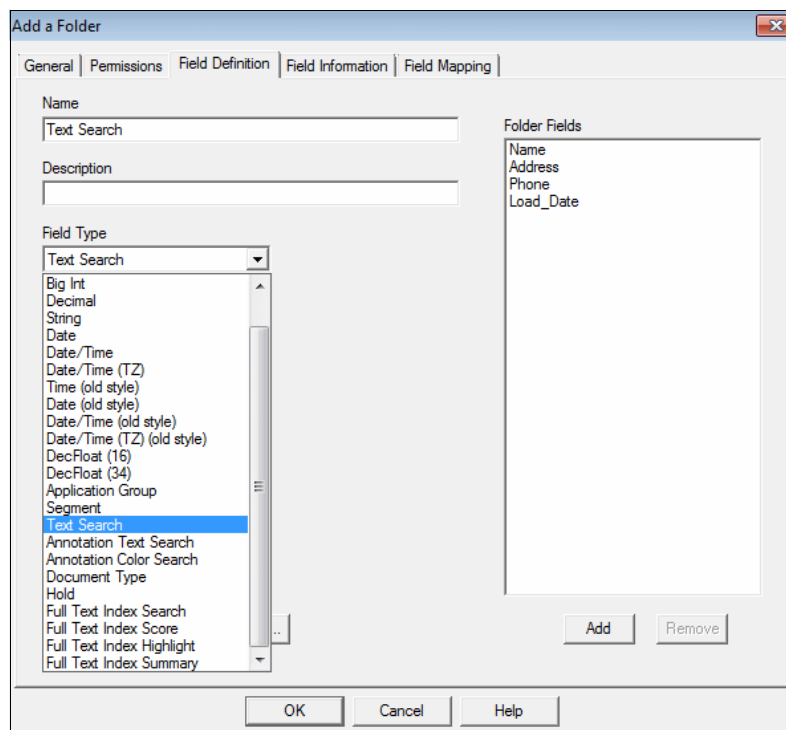 Add a Folder
General Permissions Field Definition Field Information Field Mapping
Name
Text Search
Description
Field Type
Text Search
Big Int
Decimal
String
Date
Date/Time
Date/Time (TZ)
Time (old style)
Date (old style)
Date/Time (old style)
Date/Time (TZ) (old style)
DecFloat (16)
DecFloat (34)
Application Group
Segment
Text Search
Annotation Text Search
Annotation Color Search
Document Type
Hold
Full Text Index Search
Full Text Index Score
Full Text Index Highlight
Full Text Index Summary
..
Folder Fields
Name
Address
Phone
Load_Date
Add Remove
OK Cancel Help